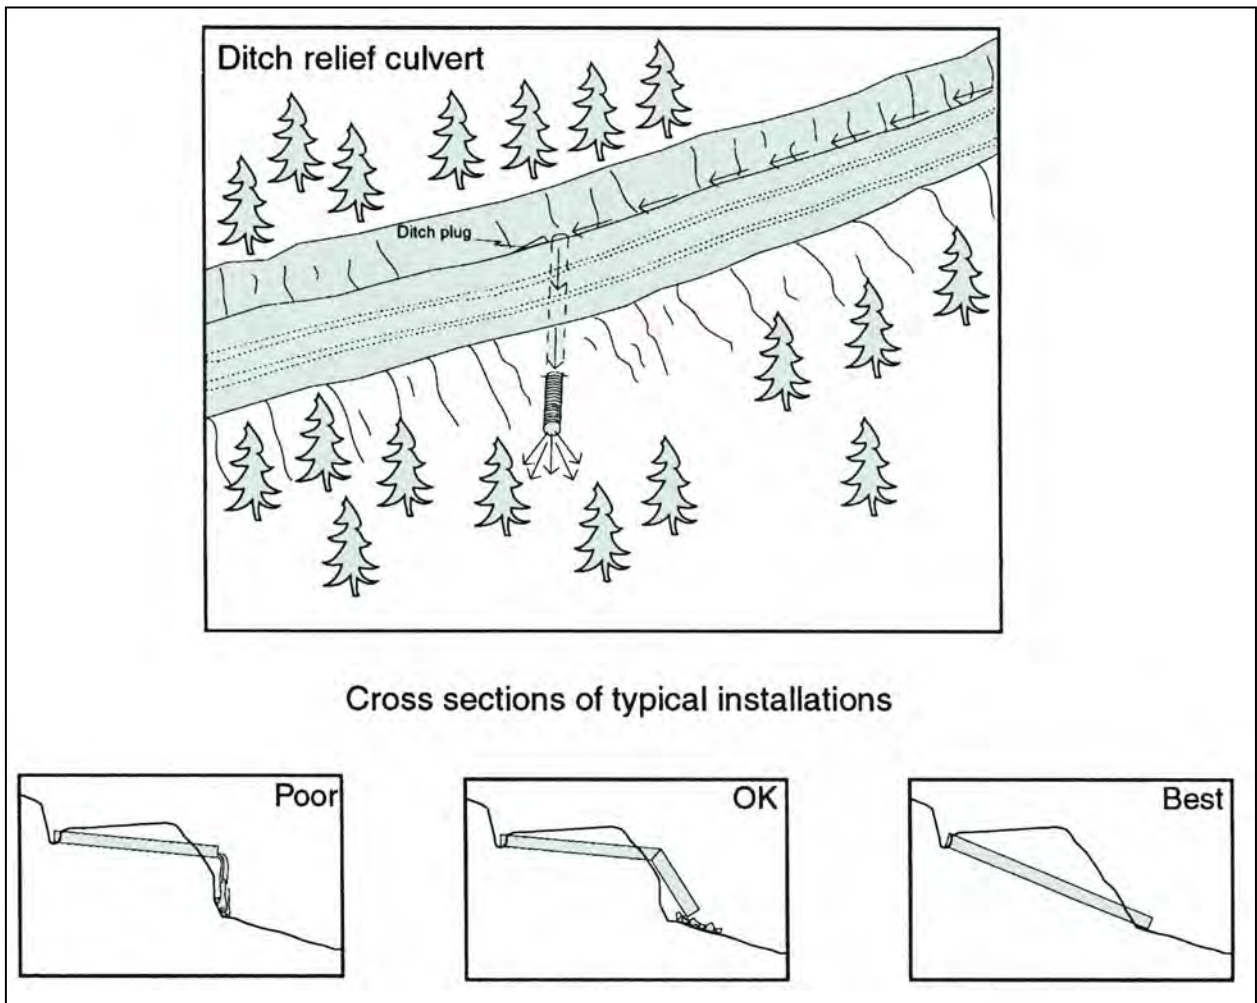 Ditch relief culvert
Ditch plug
Cross sections of typical installations
Poor
OK
Best